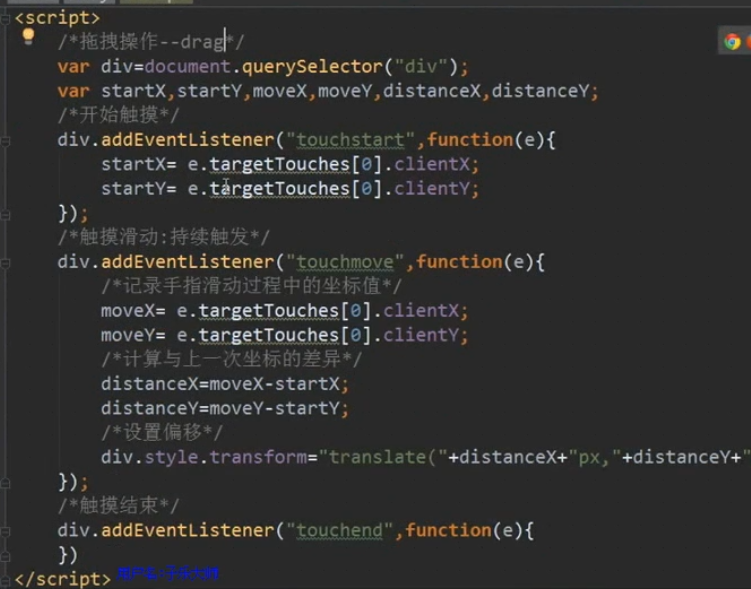 <script>
/*拖拽操作--drag*/
var div=document.querySelector("div");
var startX,startY,moveX,moveY,distanceX,distanceY;
/*开始触摸*/
div.addEventListener("touchstart",function(e){
startX= e.targetTouches[0].clientX;
startY= e.targetTouches[0].clientY;
});
/*触摸滑动:持续触发*/
div.addEventListener("touchmove",function(e){
/*记录手指滑动过程中的坐标值*/
moveX= e.targetTouches[0].clientX;
moveY= e.targetTouches[0].clientY;
/*计算与上一次坐标的差异*/
distanceX=moveX-startX;
distanceY=moveY-startY;
/*设置偏移*/
div.style.transform="translate("+distanceX+"px,"+distanceY+"
});
/*触摸结束*/
div.addEventListener("touchend",function(e){
})
</script>